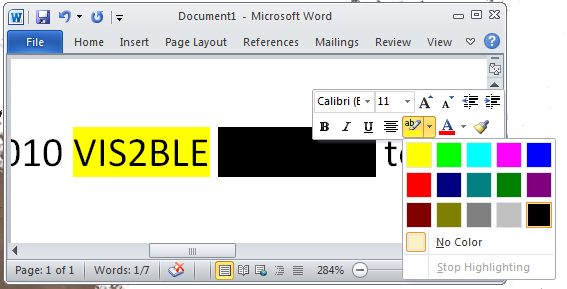 Document1 - Microsoft Word
File Home Insert Page Layout References Mailings Review View
Calibri (E 11
B I U A
010 VIS2BLE t
No Color
Stop Highlighting
Page: 1 of 1 Words: 1/7 284%